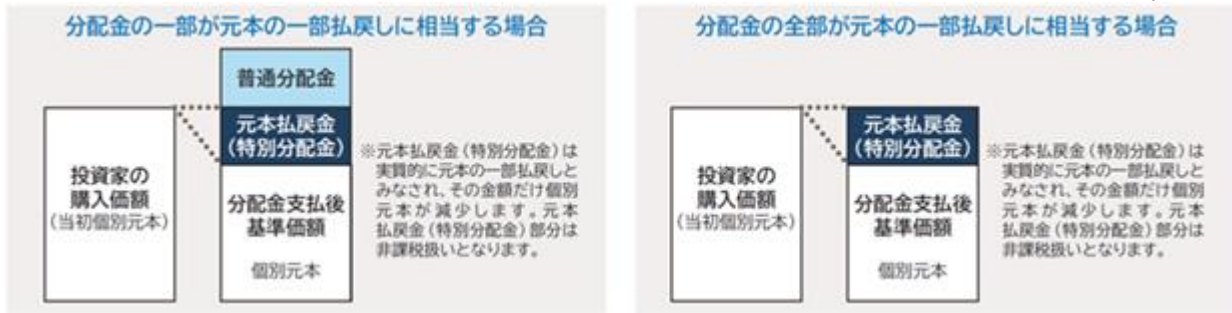 分配金の一部が元本の一部払戻しに相当する場合
普通分配金
元本払戻金
(特別分配金)
投資家の
購入価額
(当初個別元本)
分配金支払後
基準価額
個別元本
※元本払戻金(特別分配金)は
実質的に元本の一部払戻しと
みなされ、その金額だけ個別
元本が減少します。元本
払戻金(特別分配金)部分は
非課税扱いとなります。
分配金の全部が元本の一部払戻しに相当する場合
元本払戻金
(特別分配金)
投資家の
購入価額
(当初個別元本)
分配金支払後
基準価額
個別元本
※元本払戻金(特別分配金)は
実質的に元本の一部払戻しと
みなされ、その金額だけ個別
元本が減少します。元本
払戻金(特別分配金)部分は
非課税扱いとなります。